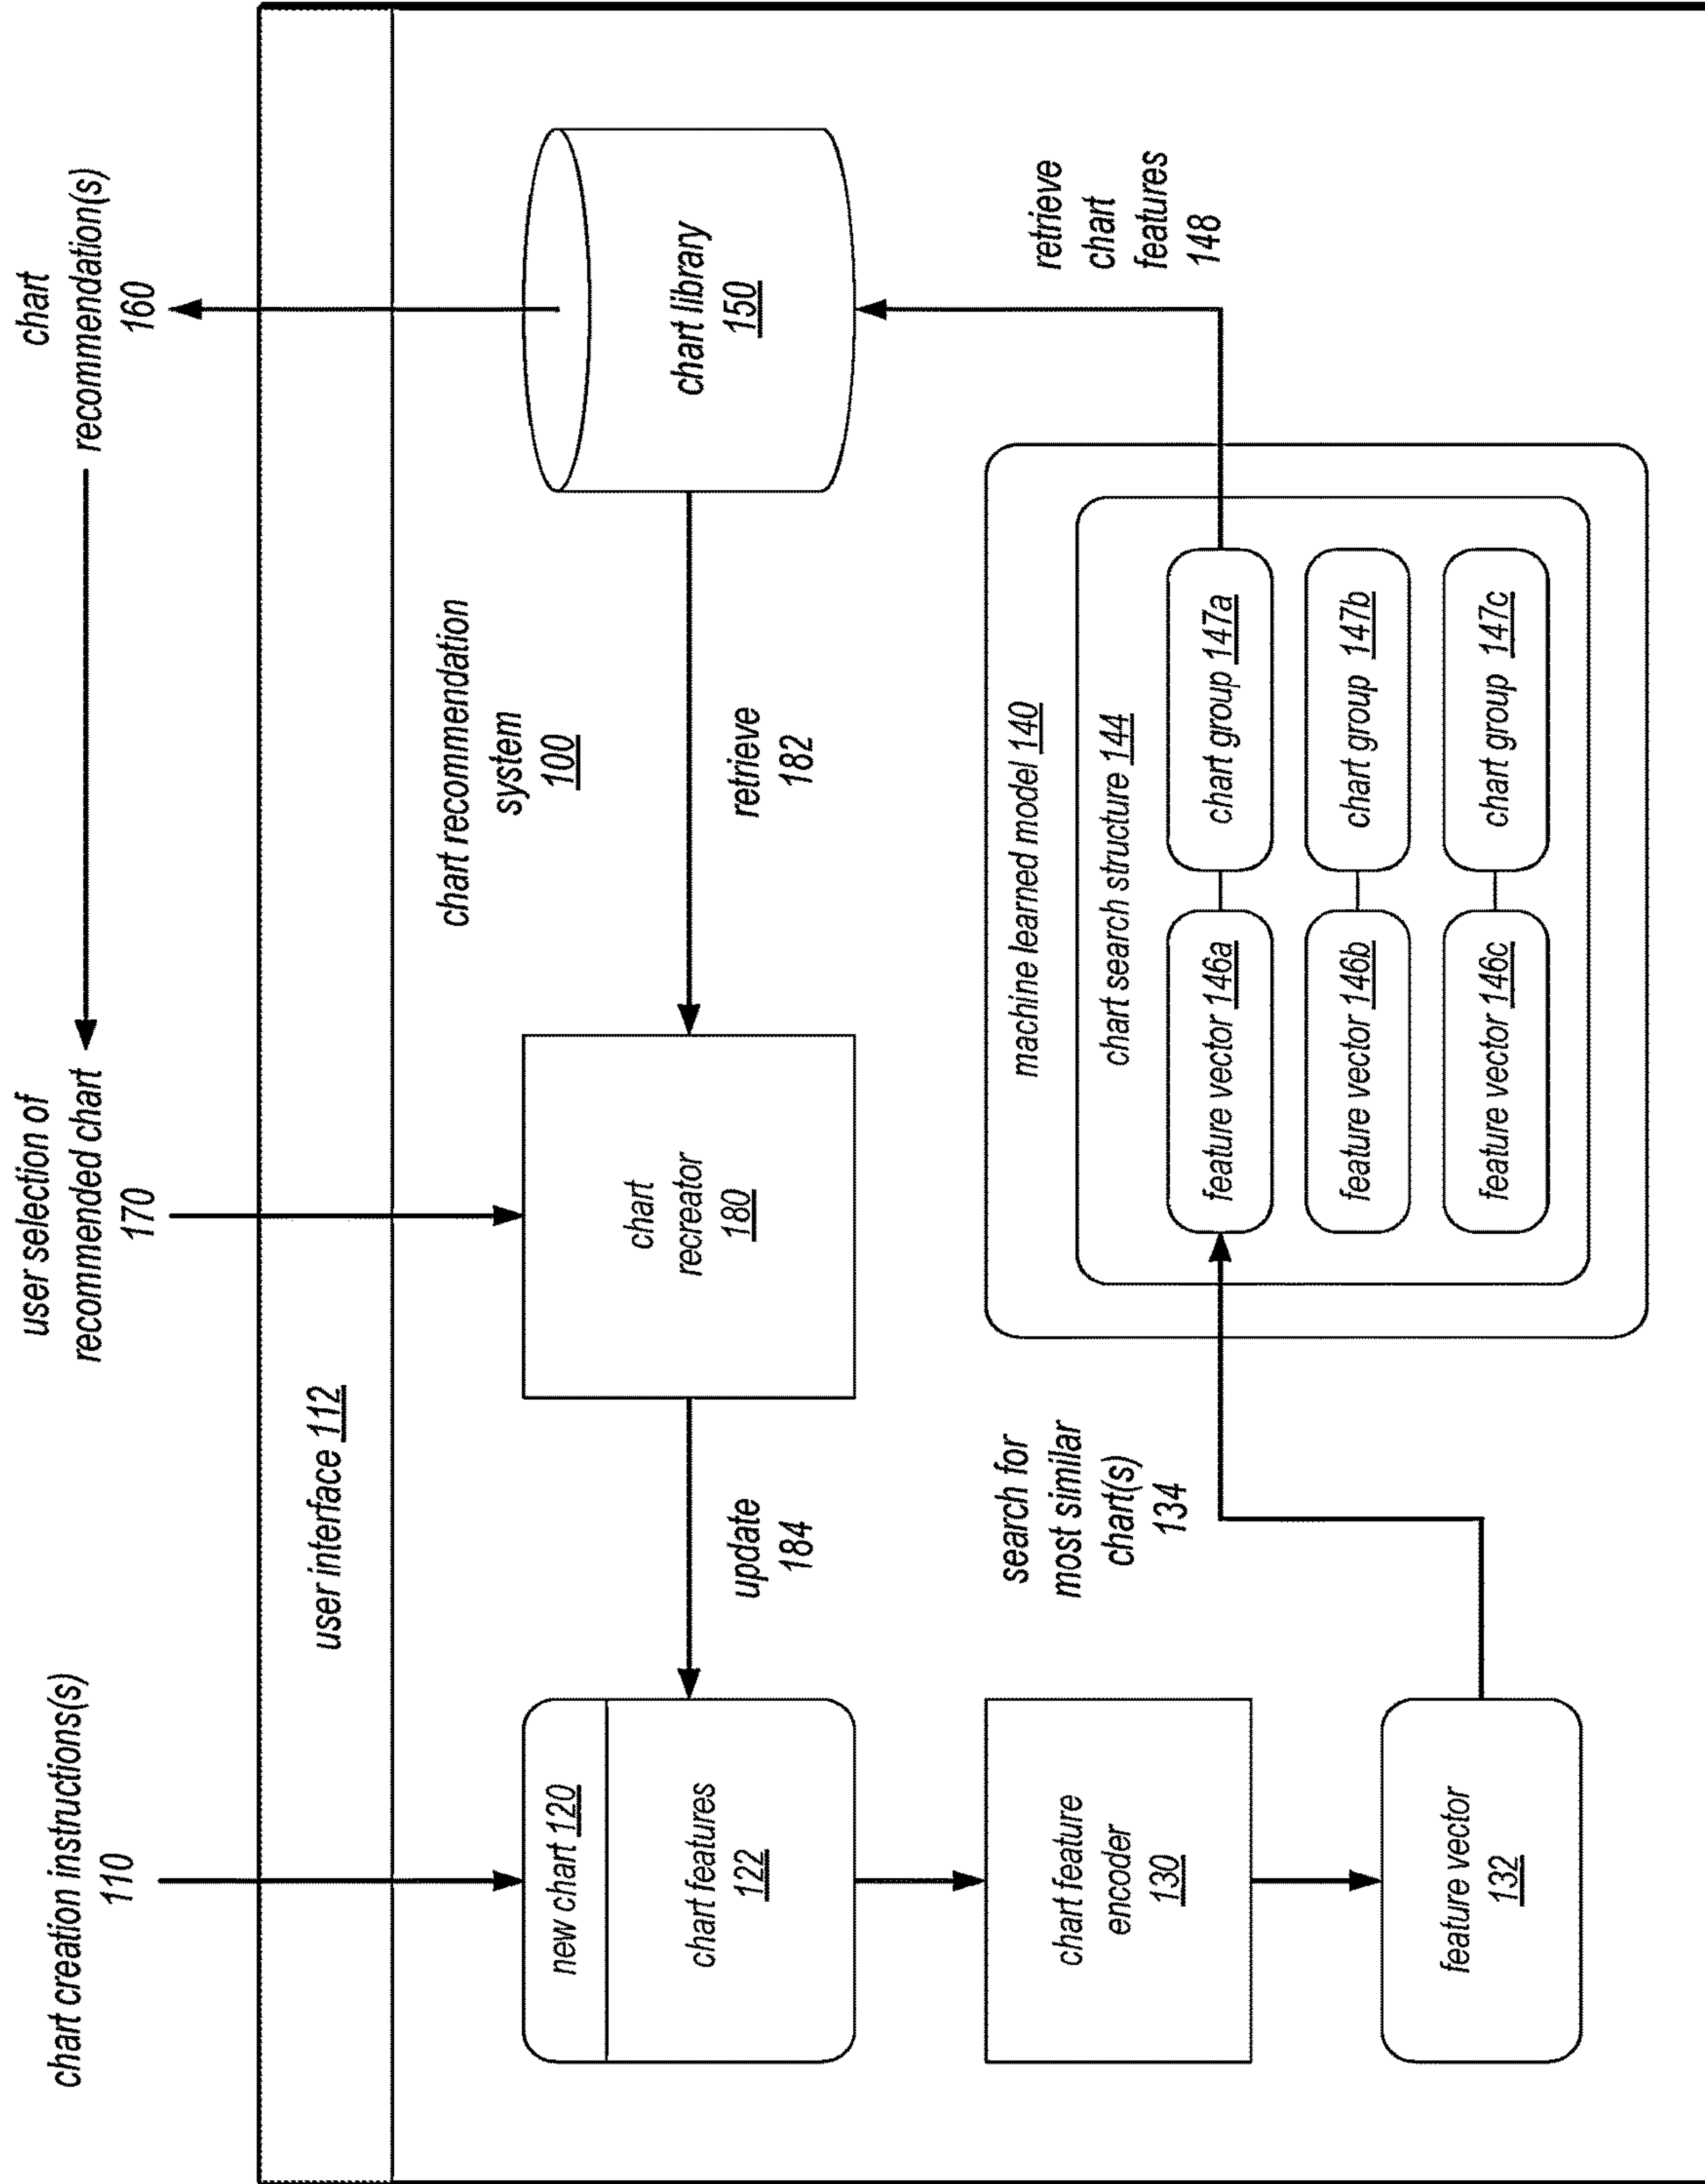 chart creation instructions(s)
110
user selection of
recommended chart
170
chart
recommendation(s)
160
user interface 112
chart recommendation
system
100
new chart 120
chart features
122
update
184
chart
recreator
180
retrieve
182
chart library
150
chart feature
encoder
130
search for
most similar
chart(s)
134
machine learned model 140
chart search structure 144
feature vector 146a
chart group 147a
feature vector 146b
chart group 147b
feature vector 146c
chart group 147c
retrieve
chart
features
148
feature vector
132